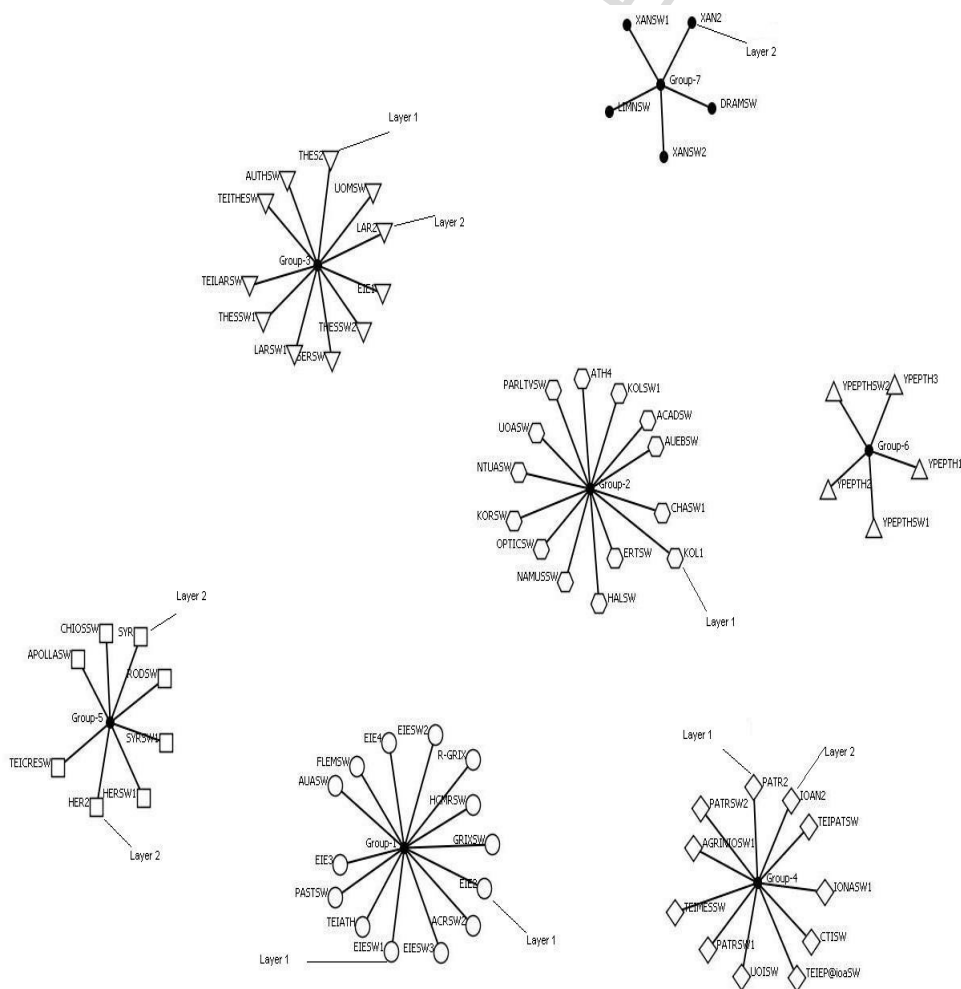 XANSW1
XAN2
Layer 2
Group-7
LIMNSW
DRAMSW
XANSW2
Layer 1
THES2
AUTHSW
UOMSW
TEITHESW
LAR2
Layer 2
Group-3
TEILARSW
EIE1
THESSW1
THESSW2
LARSW1
SERSW
ATH4
PARLTVSW
KOLSW1
ACADSW
UOASW
AUEBSW
NTUASW
Group-2
CHASW1
KORSW
OPTICSW
ERTSW
KOL1
NAMUSSW
HALSW
Layer 1
YPEPTHSW2
YPEPTH3
Group-6
YPEPTH1
YPEPTH2
YPEPTHSW1
Layer 2
CHIOSSW
SYR
APOLLASW
RODSW
Group-5
SYRSW1
TEICRESW
HER2
HERSW1
Layer 2
EIE4
EIESW2
FLEMSW
R-GRIX
AUASW
HCMRSW
Group-1
GRIXSW
EIE3
EIE2
PASTSW
TEIATH
ACRSW2
EIESW1
EIESW3
Layer 1
Layer 1
Layer 1
Layer 2
PATR2
IOAN2
PATRSW2
TEIPATSW
AGRINIOSW1
Group-4
IONASW1
TEIMESSW
PATRSW1
CTISW
UOISW
TEIEP@ioaSW